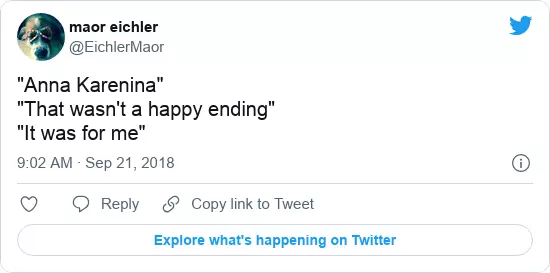 maor eichler
@EichlerMaor
"Anna Karenina"
"That wasn't a happy ending"
"It was for me"
9:02 AM · Sep 21, 2018
Reply
Copy link to Tweet
Explore what's happening on Twitter